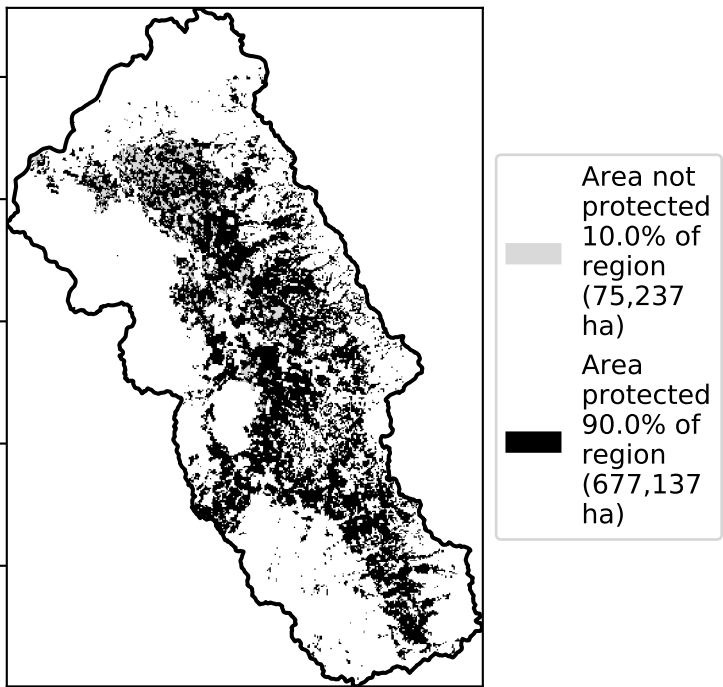 Area not
protected
10.0% of
region
(75,237
ha)
Area
protected
90.0% of
region
(677,137
ha)